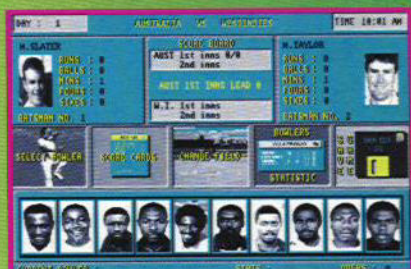 DAY : 1
AUSTRALIA VS WESTINDIES
TIME 10:01 AM
M.SLATER
RUNS : 0
BALLS : 0
MINS : 1
FOURS : 0
SIXES : 0
BATSMAN NO. 1
SCORE BOARD
AUST 1st inns 0/0
2nd inns
AUST 1ST INNS LEAD 0
W.I. 1st inns
2nd inns
M.TAYLOR
RUNS : 0
BALLS : 0
MINS : 1
FOURS : 0
SIXES : 0
BATSMAN NO. 2
SELECT BOWLER
SCORD CARDS
CHANGE FIELD
BOWLERS
STATISTIC